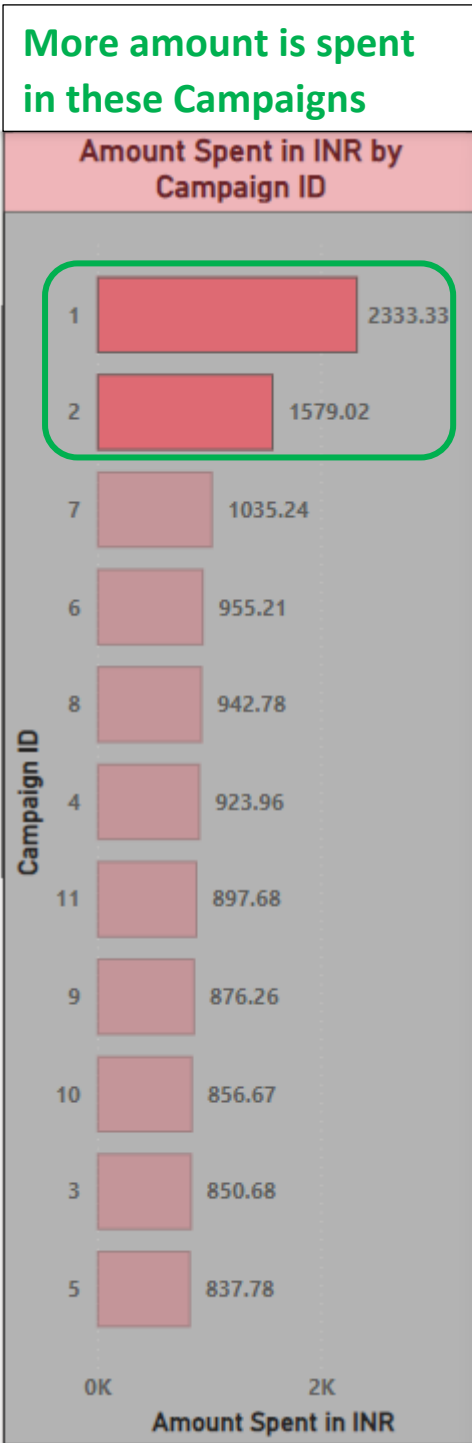 More amount is spent
in these Campaigns
Amount Spent in INR by
Campaign ID
1 2333.33
2 1579.02
7 1035.24
6 955.21
8 942.78
4 923.96
11 897.68
9 876.26
10 856.67
3 850.68
5 837.78
Campaign ID
0K 2K
Amount Spent in INR